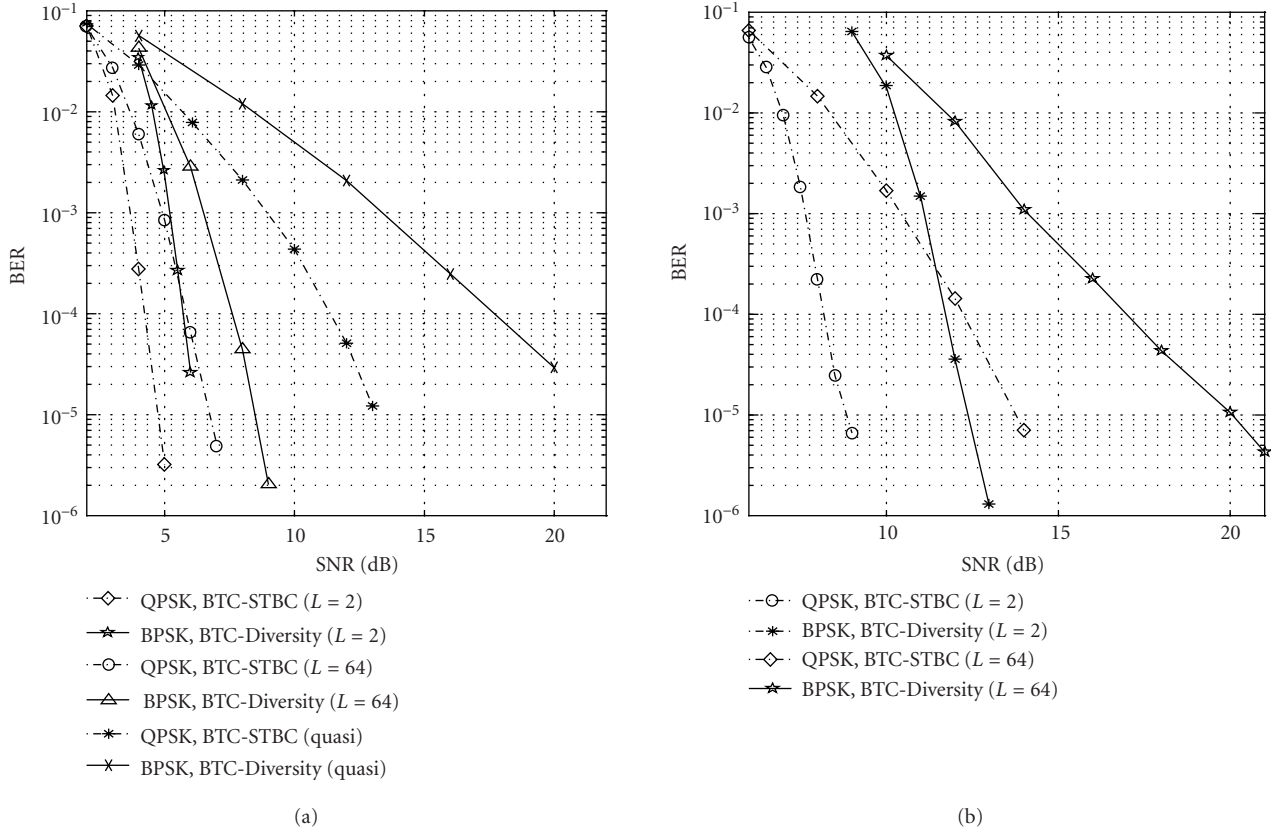 10⁻¹
10⁻²
10⁻³
10⁻⁴
10⁻⁵
10⁻⁶
BER
5 10 15 20
SNR (dB)
QPSK, BTC-STBC (L = 2)
BPSK, BTC-Diversity (L = 2)
QPSK, BTC-STBC (L = 64)
BPSK, BTC-Diversity (L = 64)
QPSK, BTC-STBC (quasi)
BPSK, BTC-Diversity (quasi)
(a)
10⁻¹
10⁻²
10⁻³
10⁻⁴
10⁻⁵
10⁻⁶
BER
10 15 20
SNR (dB)
QPSK, BTC-STBC (L = 2)
BPSK, BTC-Diversity (L = 2)
QPSK, BTC-STBC (L = 64)
BPSK, BTC-Diversity (L = 64)
(b)